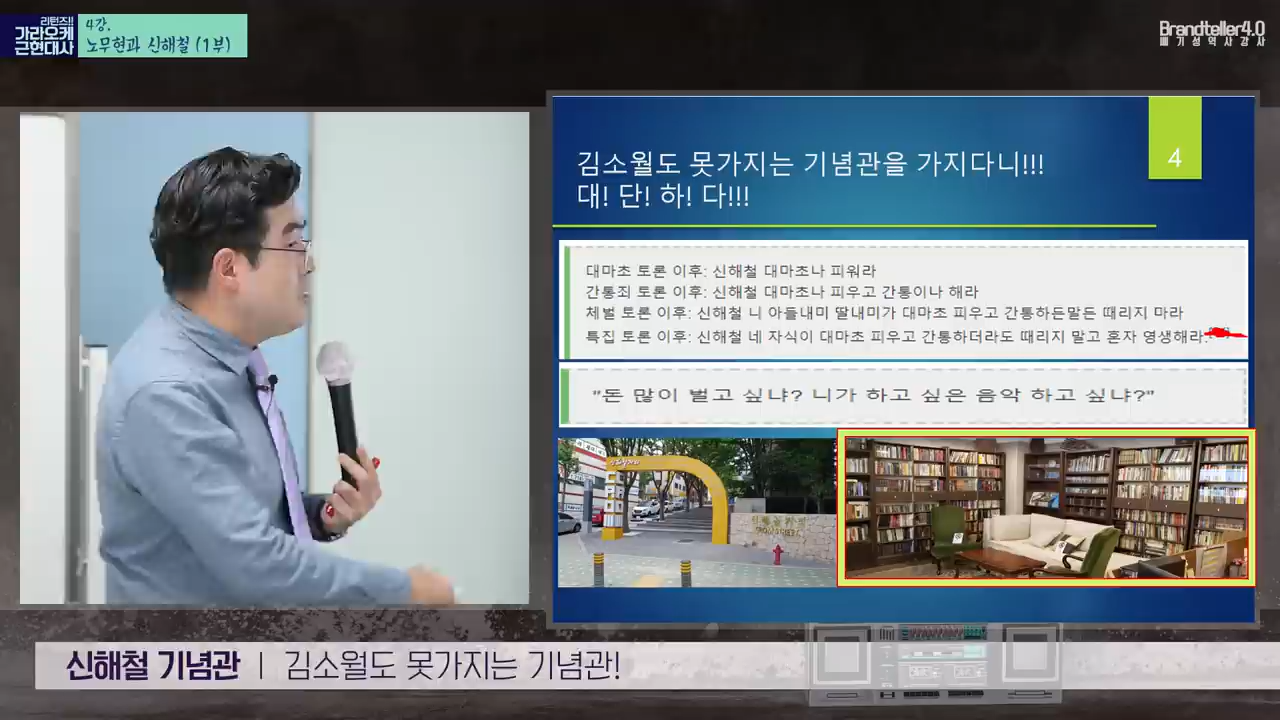 리턴즈!!
가라오케
근현대사
4강.
노무현과 신해철 (1부)
Brandteller4.0
배기성역사강사
김소월도 못가지는 기념관을 가지다니!!!
대! 단! 하! 다!!!
4
대마초 토론 이후: 신해철 대마초나 피워라
간통죄 토론 이후: 신해철 대마초나 피우고 간통이나 해라
체벌 토론 이후: 신해철 니 아들내미 딸내미가 대마초 피우고 간통하든말든 때리지 마라
특집 토론 이후: 신해철 네 자식이 대마초 피우고 간통하더라도 때리지 말고 혼자 영생해라.
"돈 많이 벌고 싶냐? 니가 하고 싶은 음악 하고 싶냐?"
신해철 기념관 | 김소월도 못가지는 기념관!